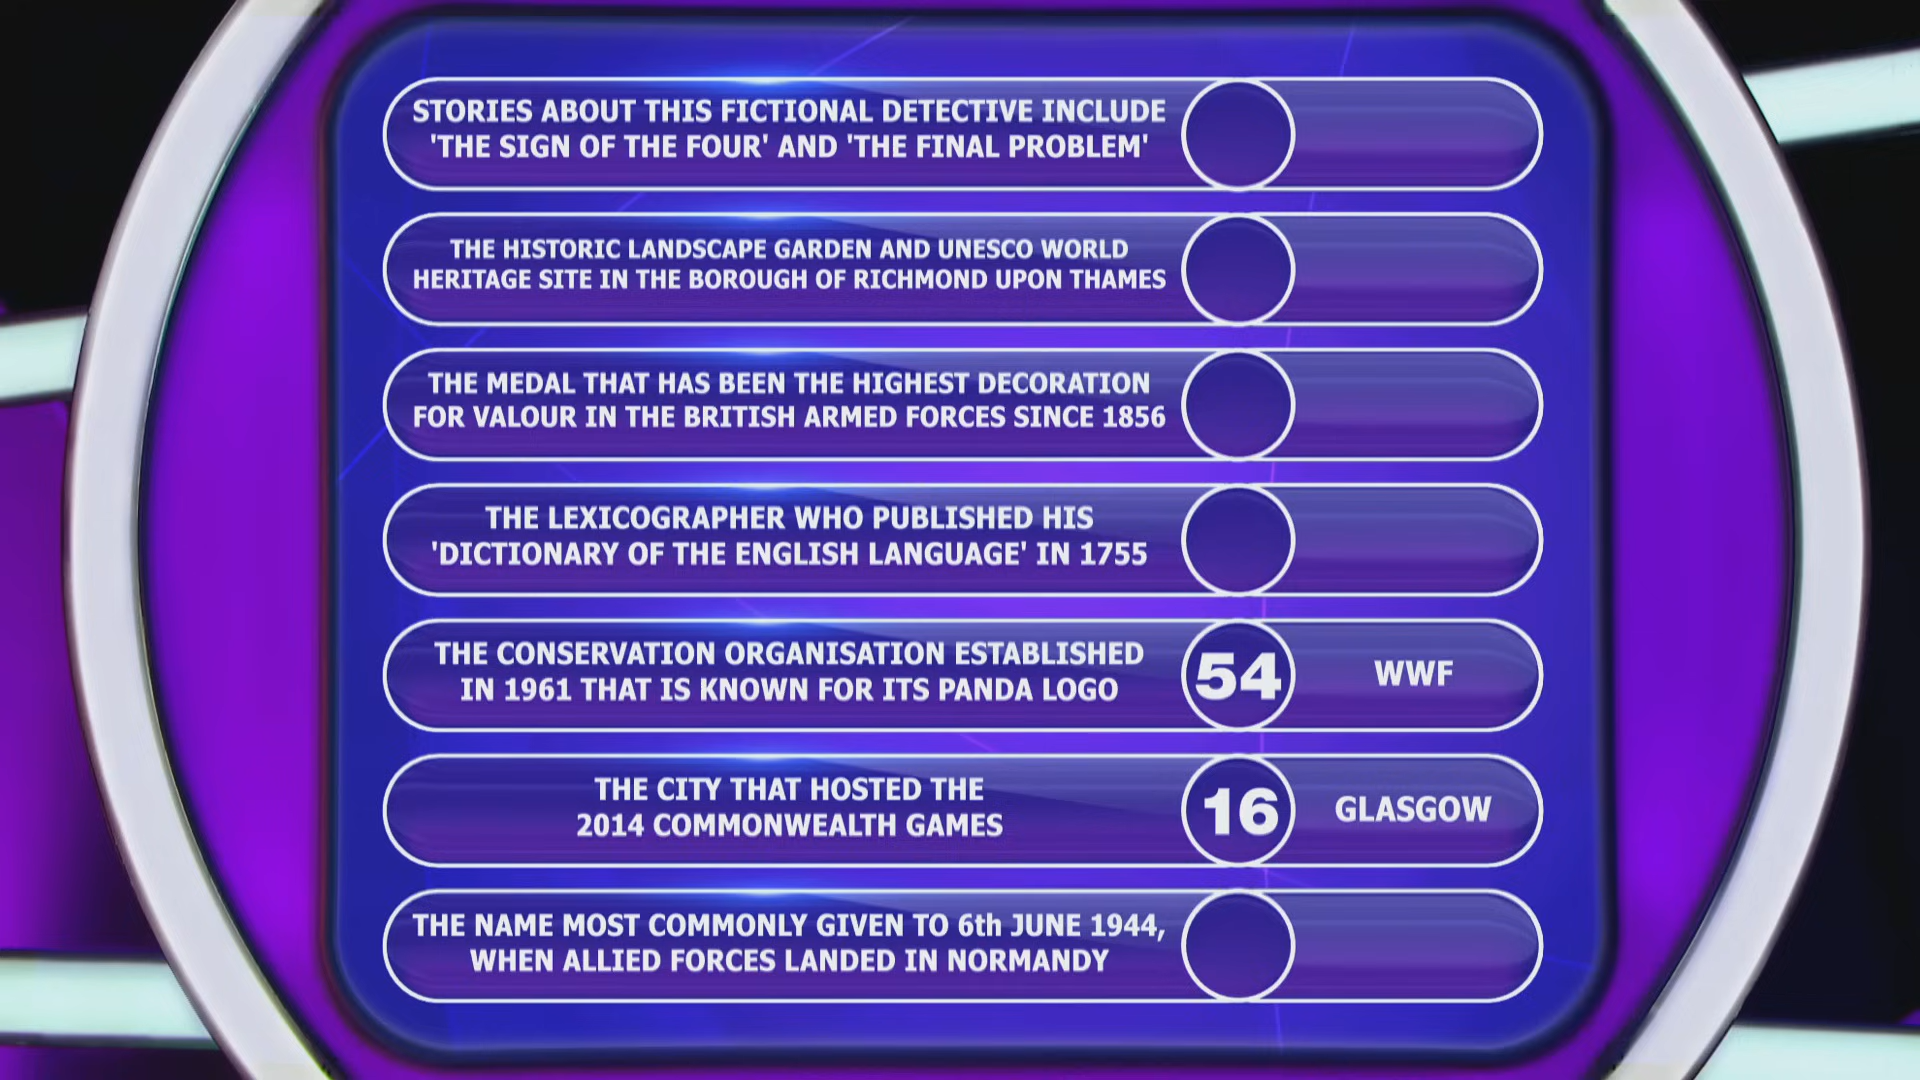 STORIES ABOUT THIS FICTIONAL DETECTIVE INCLUDE
'THE SIGN OF THE FOUR' AND 'THE FINAL PROBLEM'
THE HISTORIC LANDSCAPE GARDEN AND UNESCO WORLD
HERITAGE SITE IN THE BOROUGH OF RICHMOND UPON THAMES
THE MEDAL THAT HAS BEEN THE HIGHEST DECORATION
FOR VALOUR IN THE BRITISH ARMED FORCES SINCE 1856
THE LEXICOGRAPHER WHO PUBLISHED HIS
'DICTIONARY OF THE ENGLISH LANGUAGE' IN 1755
THE CONSERVATION ORGANISATION ESTABLISHED
IN 1961 THAT IS KNOWN FOR ITS PANDA LOGO
54 WWF
THE CITY THAT HOSTED THE
2014 COMMONWEALTH GAMES
16 GLASGOW
THE NAME MOST COMMONLY GIVEN TO 6th JUNE 1944,
WHEN ALLIED FORCES LANDED IN NORMANDY